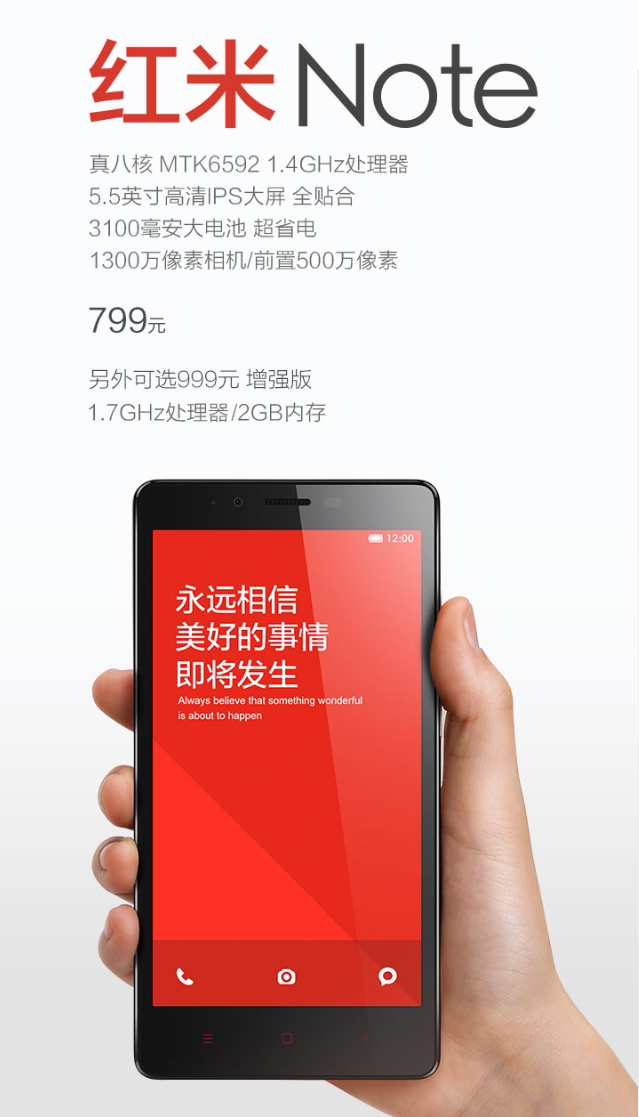 红米Note
真八核 MTK6592 1.4GHz处理器
5.5英寸高清IPS大屏 全贴合
3100毫安大电池 超省电
1300万像素相机/前置500万像素
799元
另外可选999元 增强版
1.7GHz处理器/2GB内存
12:00
永远相信
美好的事情
即将发生
Always believe that something wonderful
is about to happen